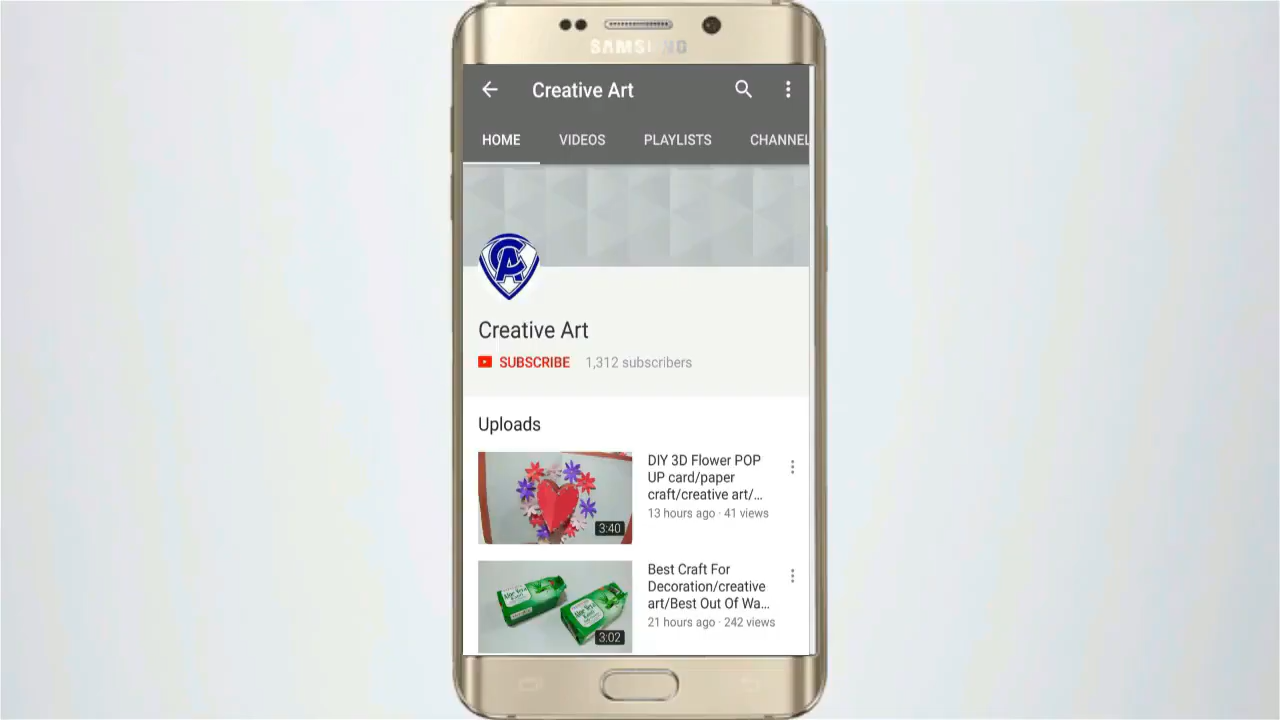 SAMSUNG
Creative Art
HOME VIDEOS PLAYLISTS CHANNEL
CA
Creative Art
SUBSCRIBE 1,312 subscribers
Uploads
DIY 3D Flower POP
UP card/paper
craft/creative art/...
13 hours ago · 41 views
3:40
Best Craft For
Decoration/creative
art/Best Out Of Wa...
21 hours ago · 242 views
3:02